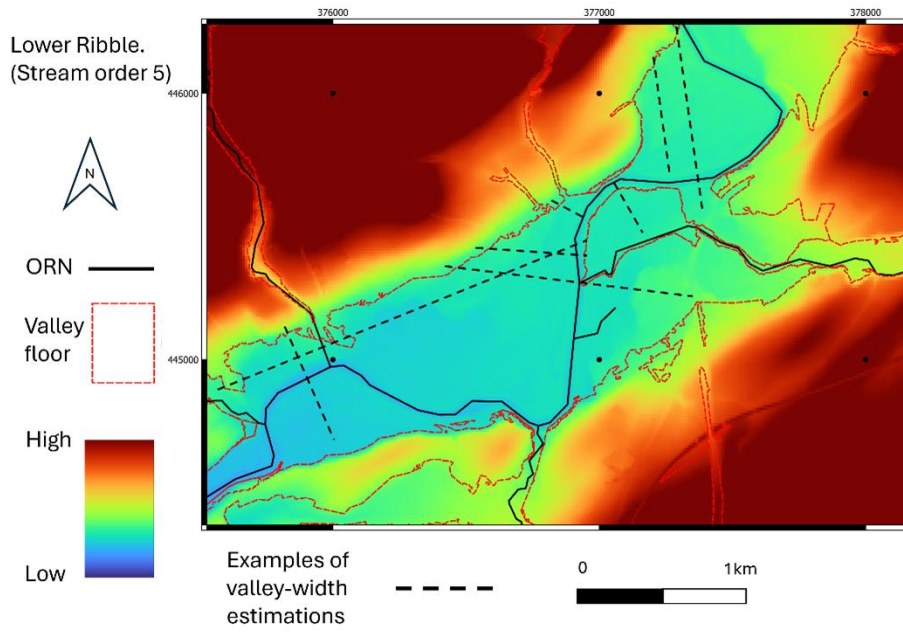 376000
377000
378000
Lower Ribble.
(Stream order 5)
446000
N
ORN
Valley
floor
445000
High
Low
Examples of
valley-width
estimations
0
1km